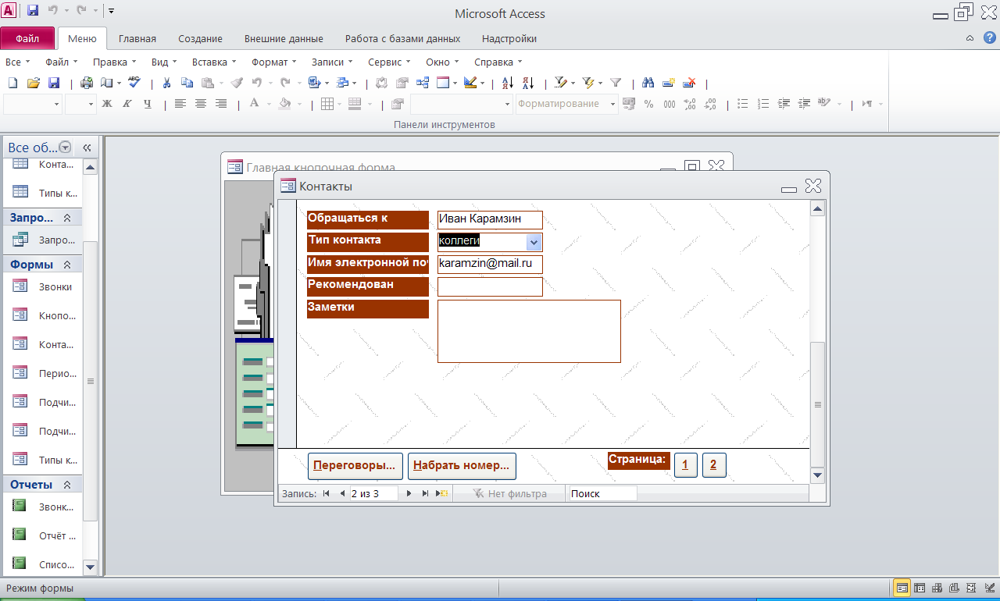 Microsoft Access
Файл Меню Главная Создание Внешние данные Работа с базами данных Надстройки
Все Файл Правка Вид Вставка Формат Записи Сервис Окно Справка
Ж К Ч Форматирование % 000
Панели инструментов
Все об...
Конта...
Типы к...
Запро...
Запро...
Формы
Звонки
Кнопо...
Конта...
Перио...
Подчи...
Подчи...
Типы к...
Отчеты
Звонк...
Отчёт ...
Списо...
Главная кнопочная форма
Контакты
Обращаться к Иван Карамзин
Тип контакта коллеги
Имя электронной поч karamzin@mail.ru
Рекомендован
Заметки
Переговоры... Набрать номер... Страница: 1 2
Запись: 2 из 3 Нет фильтра Поиск
Режим формы